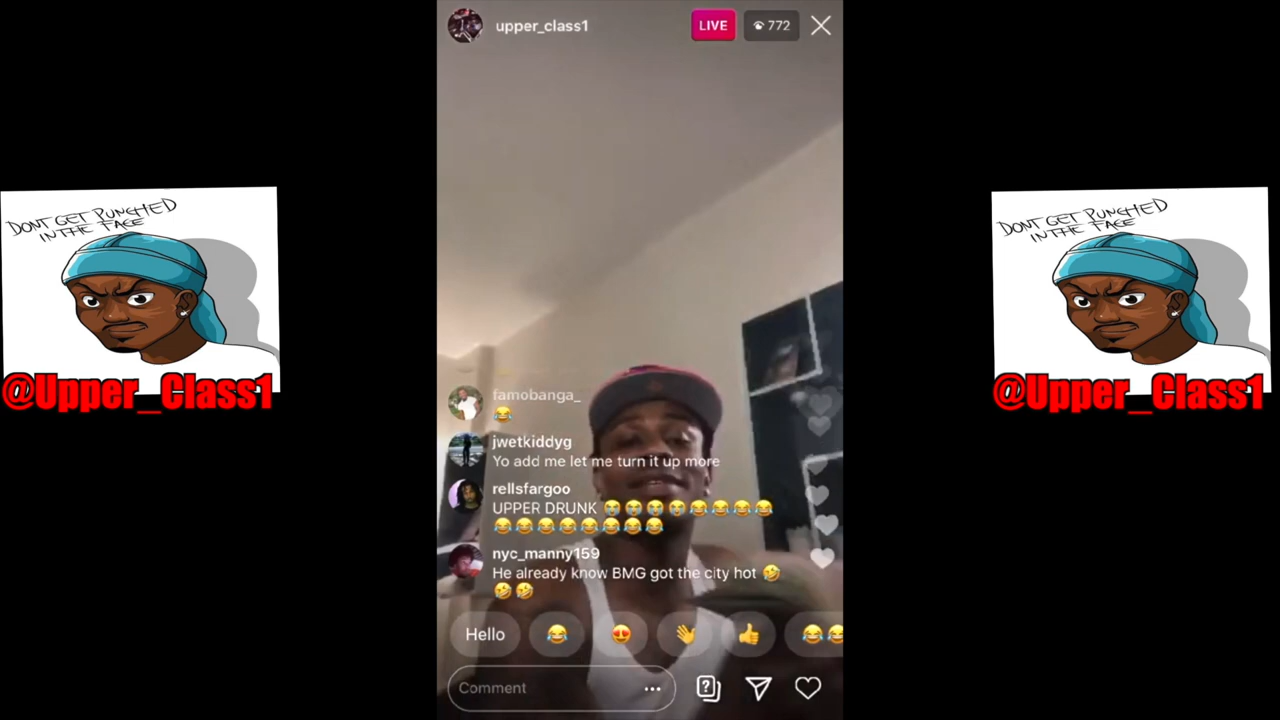 upper_class1
LIVE
772
DONT GET PUNCHED
IN THE FACE
@Upper_Class1
famobanga_
😂
jwetkiddyg
Yo add me let me turn it up more
rellsfargoo
UPPER DRUNK 😭😭😭😭😂😂😂😂
😂😂😂😂😂😂😂😂
nyc_manny159
He already know BMG got the city hot 🤣
🤣🤣
Hello 😂 😍 👋 👍 😂😂
Comment
DONT GET PUNCHED
IN THE FACE
@Upper_Class1